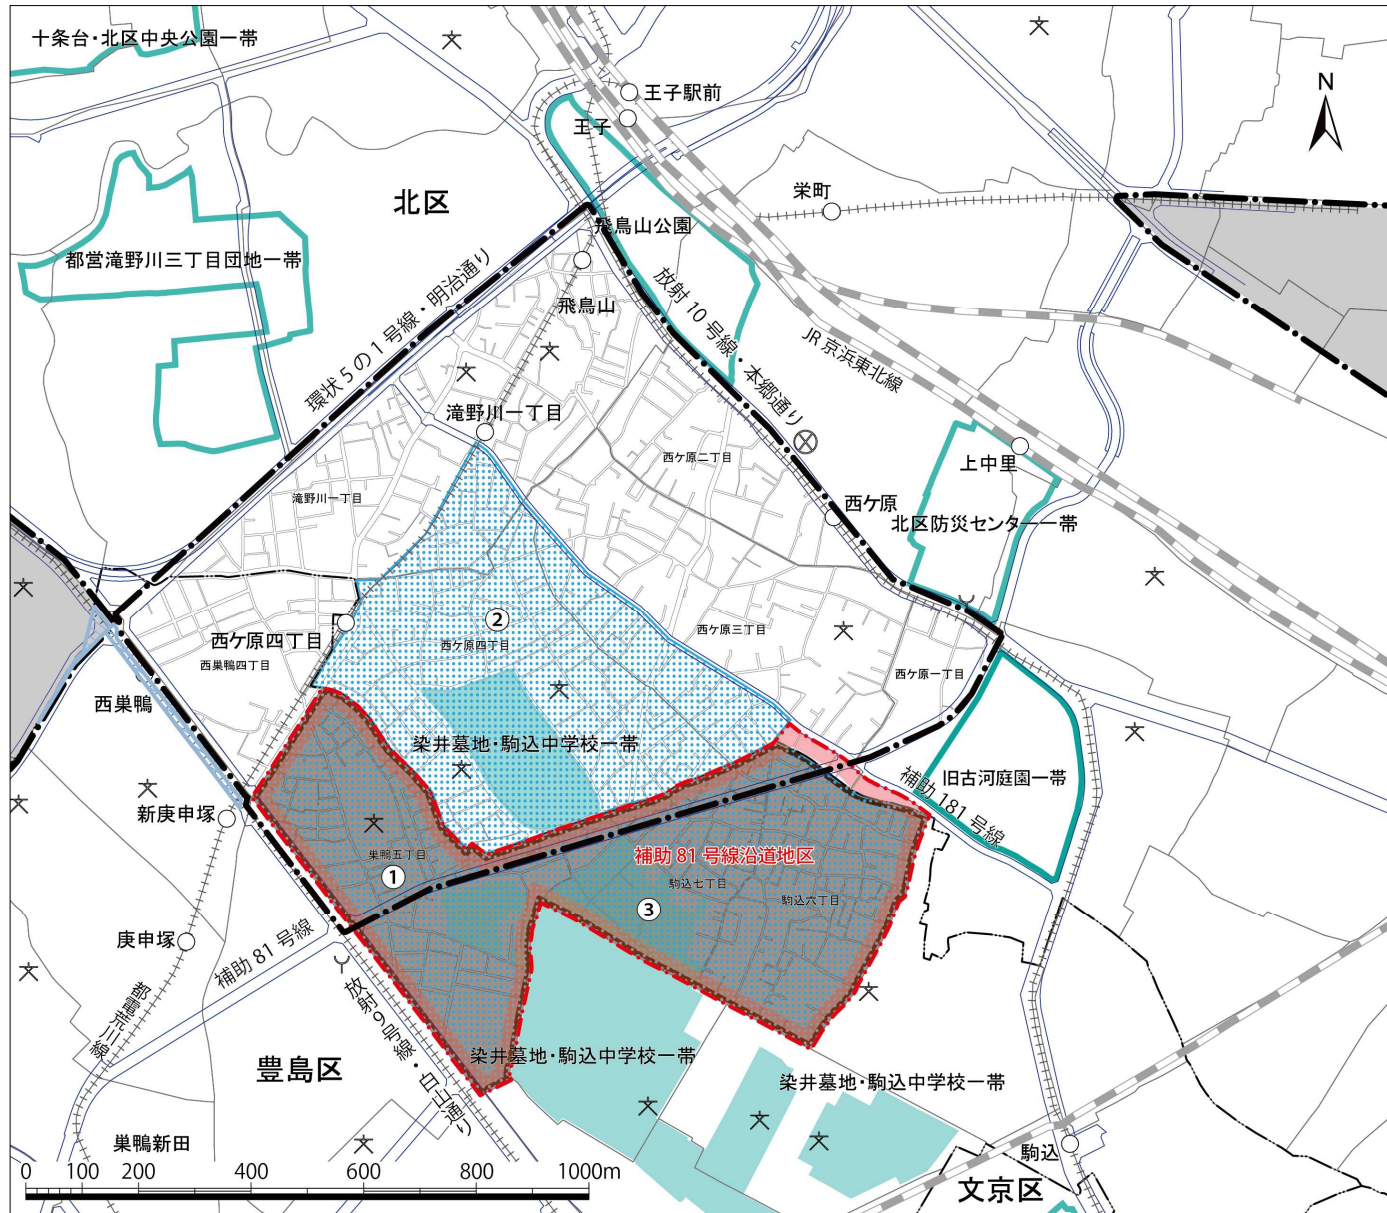 十条台・北区中央公園一帯
王子駅前
王子
N
栄町
北区
飛鳥山公園
都営滝野川三丁目団地一帯
環状5の1号線・明治通り
放射10号線・本郷通り
飛鳥山
JR京浜東北線
滝野川一丁目
西ケ原二丁目
上中里
滝野川一丁目
西ケ原
北区防災センター一帯
②
西ケ原四丁目
西ケ原四丁目
西ケ原三丁目
西巣鴨四丁目
西ケ原一丁目
西巣鴨
染井墓地・駒込中学校一帯
旧古河庭園一帯
補助181号線
新庚申塚
巣鴨五丁目
補助81号線沿道地区
①
駒込七丁目
駒込六丁目
③
庚申塚
補助81号線
都電荒川線
放射9号線・白山通り
豊島区
染井墓地・駒込中学校一帯
染井墓地・駒込中学校一帯
巣鴨新田
駒込
文京区
0 100 200 400 600 800 1000m